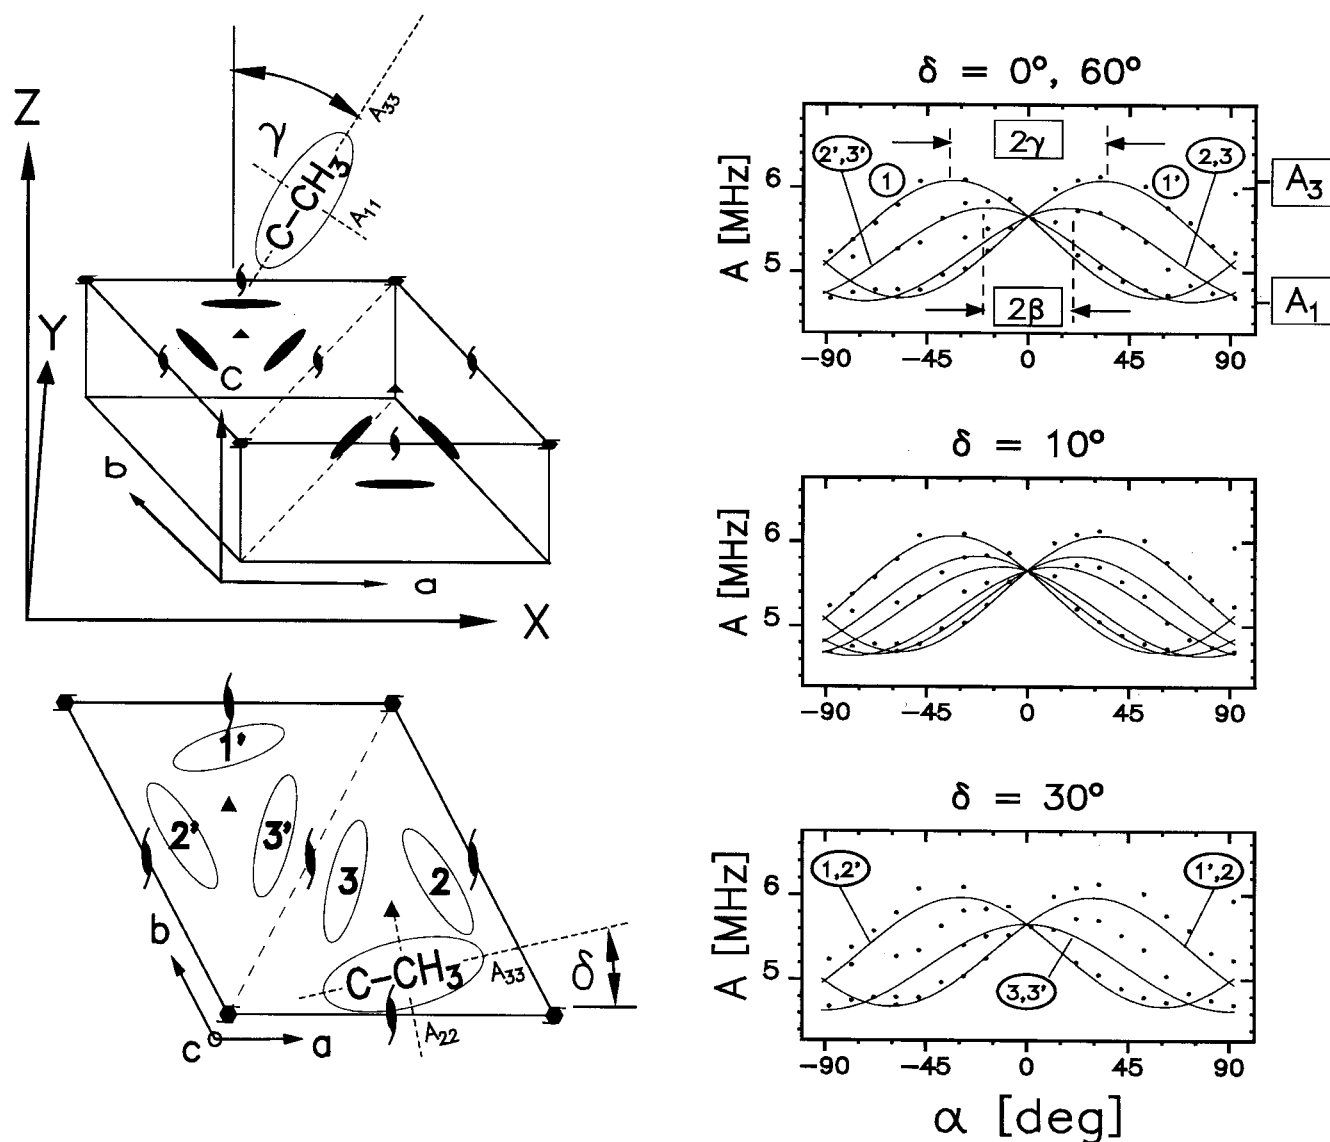 Z
Y
X
γ
A₃₃
C–CH₃
A₁₁
c
b
a
1'
2'
3'
3
2
C–CH₃
A₃₃
A₂₂
δ
b
c
a
δ = 0°, 60°
2γ
2',3'
1
1'
2,3
A₃
A₁
2β
A [MHz]
6
5
−90 −45 0 45 90
δ = 10°
A [MHz]
6
5
−90 −45 0 45 90
δ = 30°
1,2'
1',2
3,3'
A [MHz]
6
5
−90 −45 0 45 90
α [deg]